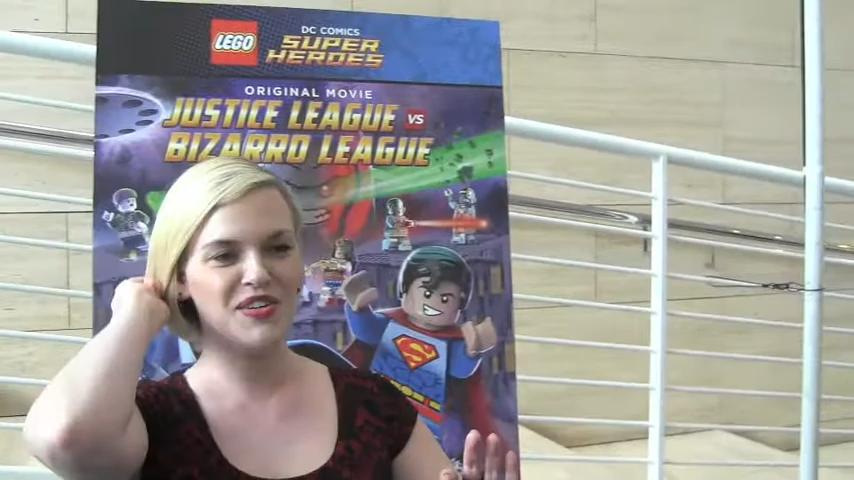 LEGO
DC COMICS
SUPER
HEROES
ORIGINAL MOVIE
JUSTICE LEAGUE VS
BIZARRO LEAGUE